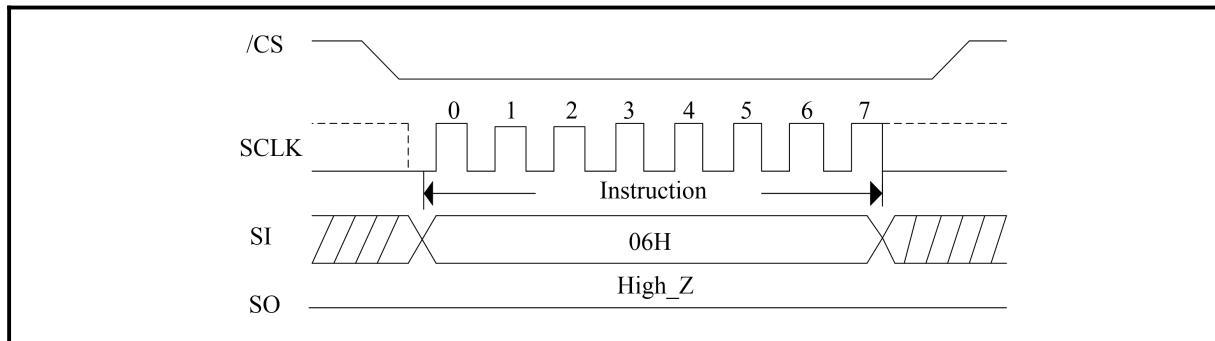 /CS
0 1 2 3 4 5 6 7
SCLK
Instruction
SI
06H
High_Z
SO